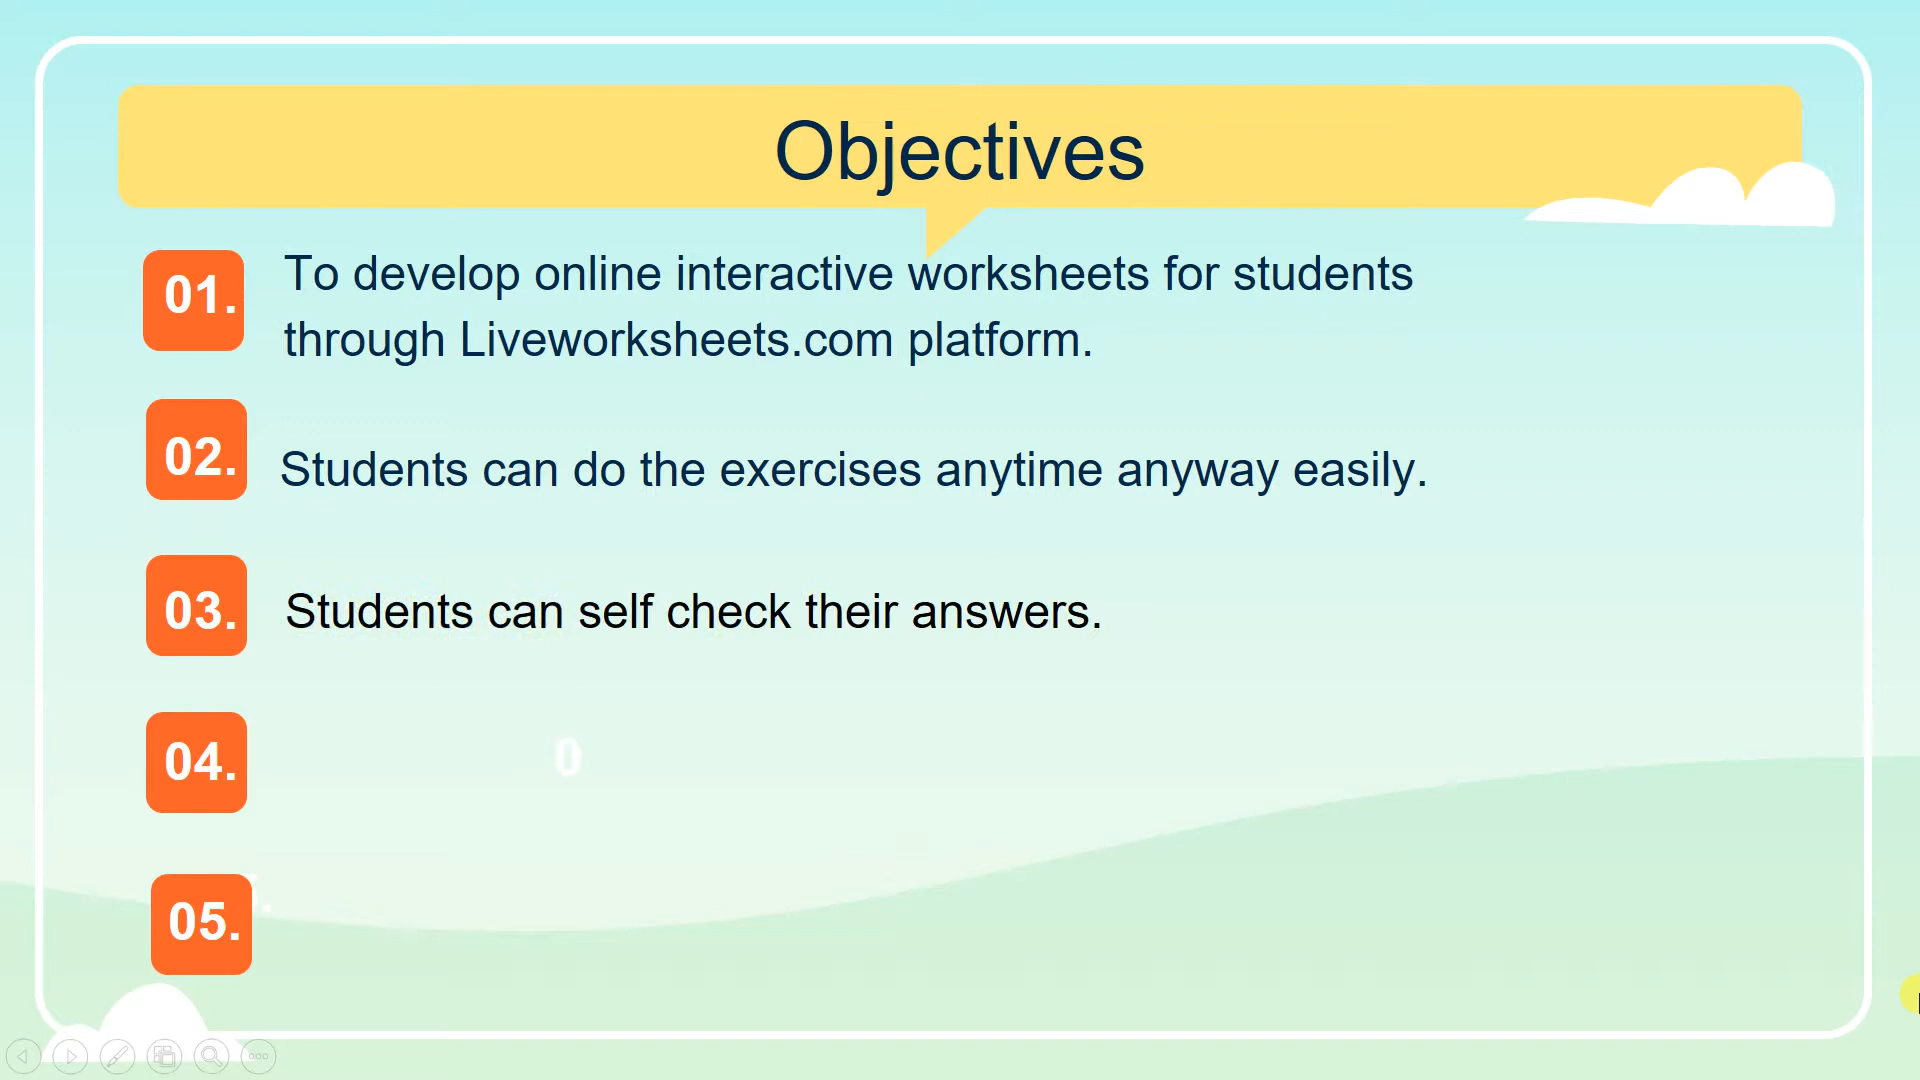 Objectives
01. To develop online interactive worksheets for students
through Liveworksheets.com platform.
02. Students can do the exercises anytime anyway easily.
03. Students can self check their answers.
04. 0
05.